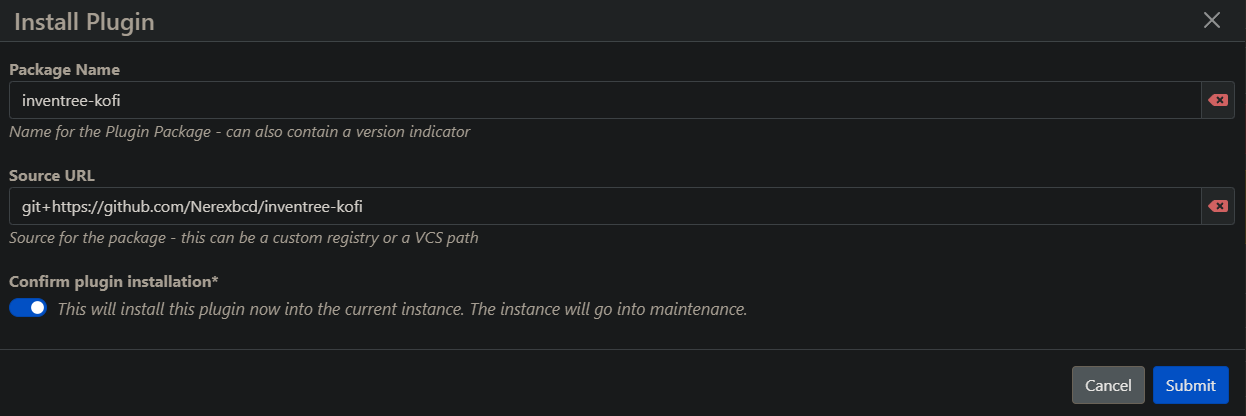 Install Plugin
Package Name
inventree-kofi
Name for the Plugin Package - can also contain a version indicator
Source URL
git+https://github.com/Nerexbcd/inventree-kofi
Source for the package - this can be a custom registry or a VCS path
Confirm plugin installation*
This will install this plugin now into the current instance. The instance will go into maintenance.
Cancel Submit